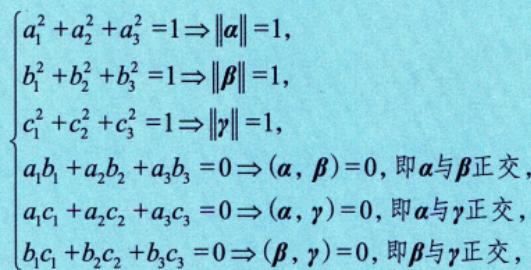 a₁² + a₂² + a₃² = 1 ⇒ ‖α‖ = 1,
b₁² + b₂² + b₃² = 1 ⇒ ‖β‖ = 1,
c₁² + c₂² + c₃² = 1 ⇒ ‖γ‖ = 1,
a₁b₁ + a₂b₂ + a₃b₃ = 0 ⇒ (α, β) = 0, 即α与β正交,
a₁c₁ + a₂c₂ + a₃c₃ = 0 ⇒ (α, γ) = 0, 即α与γ正交,
b₁c₁ + b₂c₂ + b₃c₃ = 0 ⇒ (β, γ) = 0, 即β与γ正交,